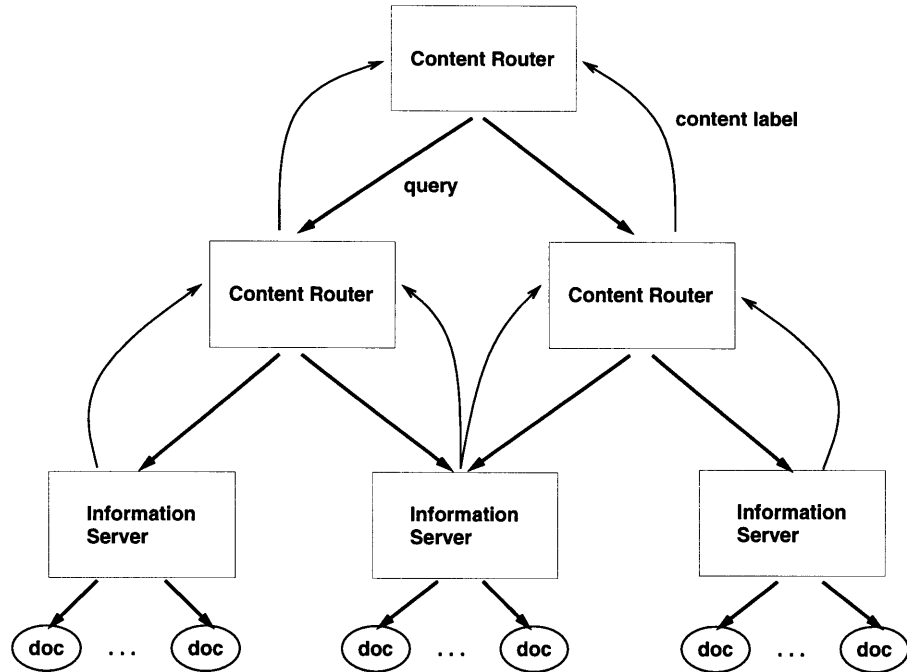 Content Router
content label
query
Content Router
Content Router
Information
Server
Information
Server
Information
Server
doc
. . .
doc
doc
. . .
doc
doc
. . .
doc